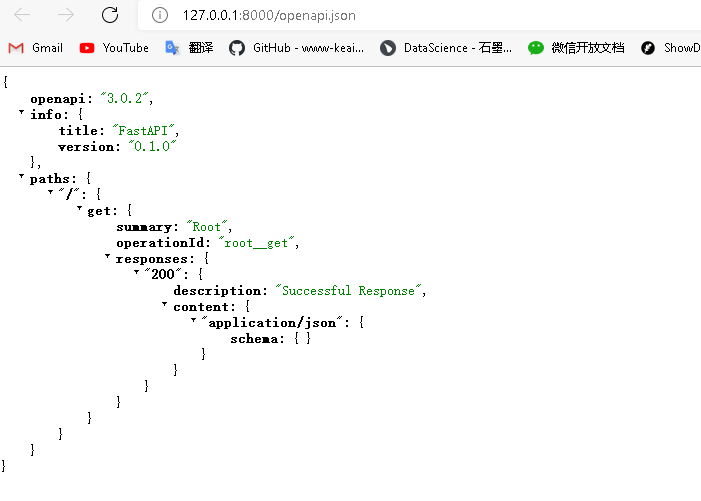 127.0.0.1:8000/openapi.json
Gmail YouTube 翻译 GitHub - www-keai... DataScience - 石墨... 微信开放文档 ShowD
{
openapi: "3.0.2",
info: {
title: "FastAPI",
version: "0.1.0"
},
paths: {
"/": {
get: {
summary: "Root",
operationId: "root__get",
responses: {
"200": {
description: "Successful Response",
content: {
"application/json": {
schema: { }
}
}
}
}
}
}
}
}